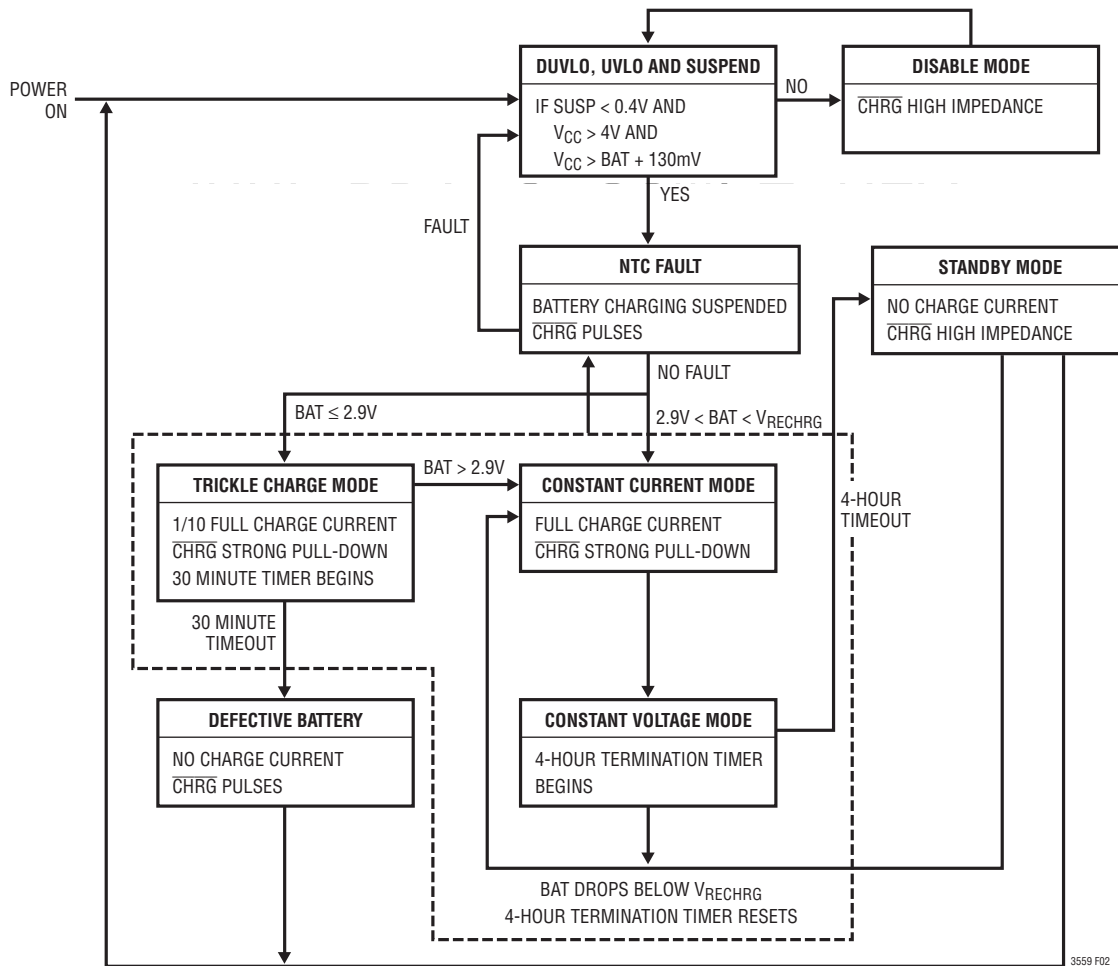 POWER
ON
DUVLO, UVLO AND SUSPEND
IF SUSP < 0.4V AND
VCC > 4V AND
VCC > BAT + 130mV
NO
DISABLE MODE
CHRG HIGH IMPEDANCE
YES
FAULT
NTC FAULT
BATTERY CHARGING SUSPENDED
CHRG PULSES
STANDBY MODE
NO CHARGE CURRENT
CHRG HIGH IMPEDANCE
NO FAULT
BAT ≤ 2.9V
2.9V < BAT < VRECHRG
TRICKLE CHARGE MODE
1/10 FULL CHARGE CURRENT
CHRG STRONG PULL-DOWN
30 MINUTE TIMER BEGINS
BAT > 2.9V
CONSTANT CURRENT MODE
FULL CHARGE CURRENT
CHRG STRONG PULL-DOWN
4-HOUR
TIMEOUT
30 MINUTE
TIMEOUT
DEFECTIVE BATTERY
NO CHARGE CURRENT
CHRG PULSES
CONSTANT VOLTAGE MODE
4-HOUR TERMINATION TIMER
BEGINS
BAT DROPS BELOW VRECHRG
4-HOUR TERMINATION TIMER RESETS
3559 F02